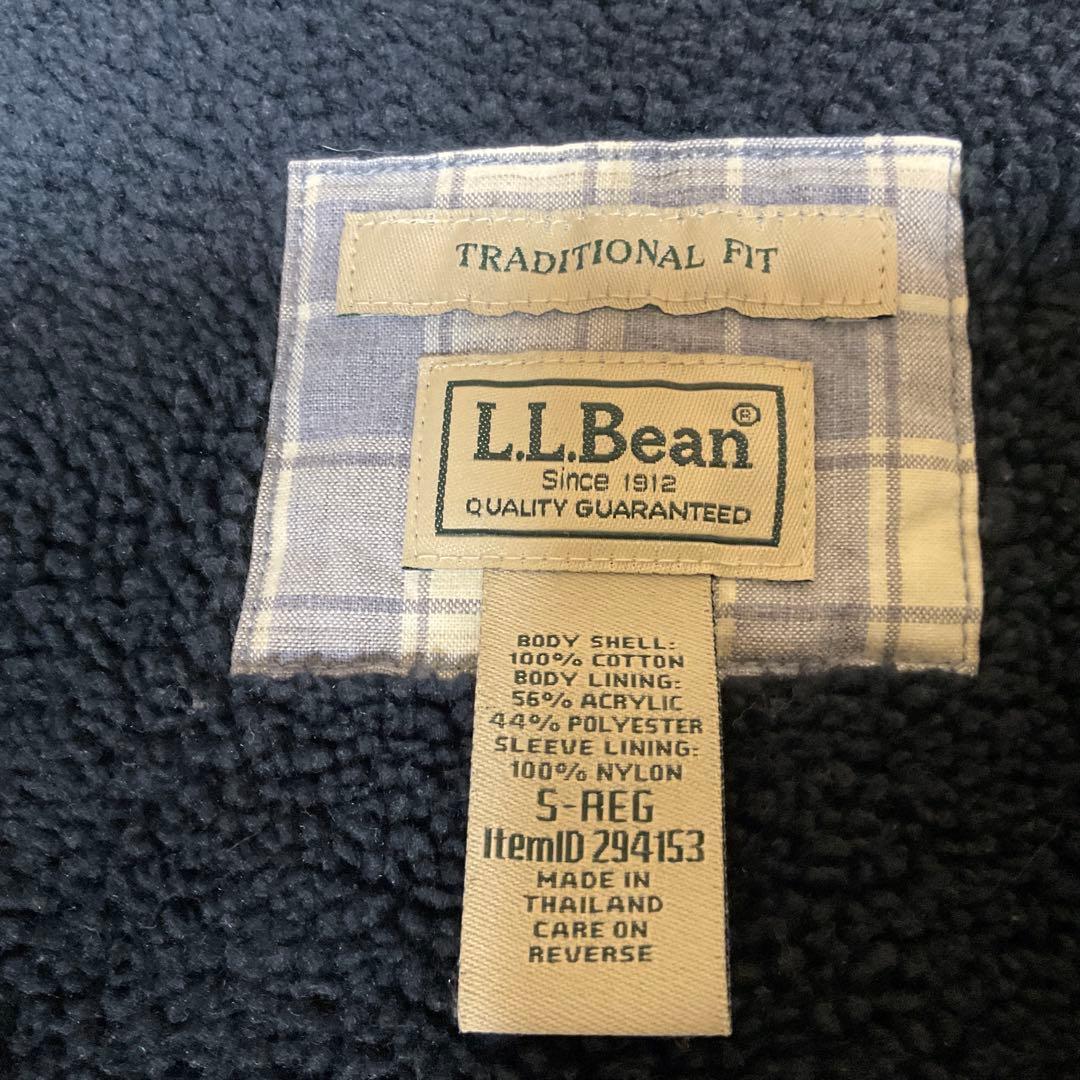 TRADITIONAL FIT
L.L.Bean®
Since 1912
QUALITY GUARANTEED
BODY SHELL:
100% COTTON
BODY LINING:
56% ACRYLIC
44% POLYESTER
SLEEVE LINING:
100% NYLON
S-REG
ItemID 294153
MADE IN
THAILAND
CARE ON
REVERSE